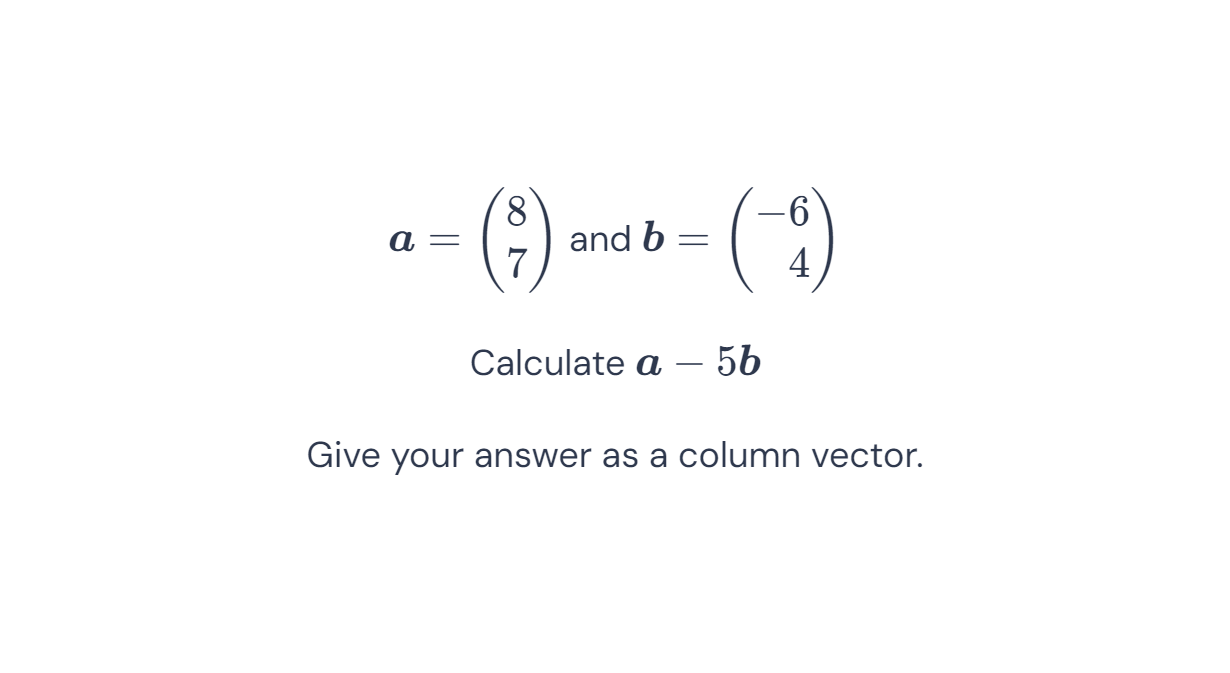 a = (8 7) and b = (−6 4)
Calculate a − 5b
Give your answer as a column vector.